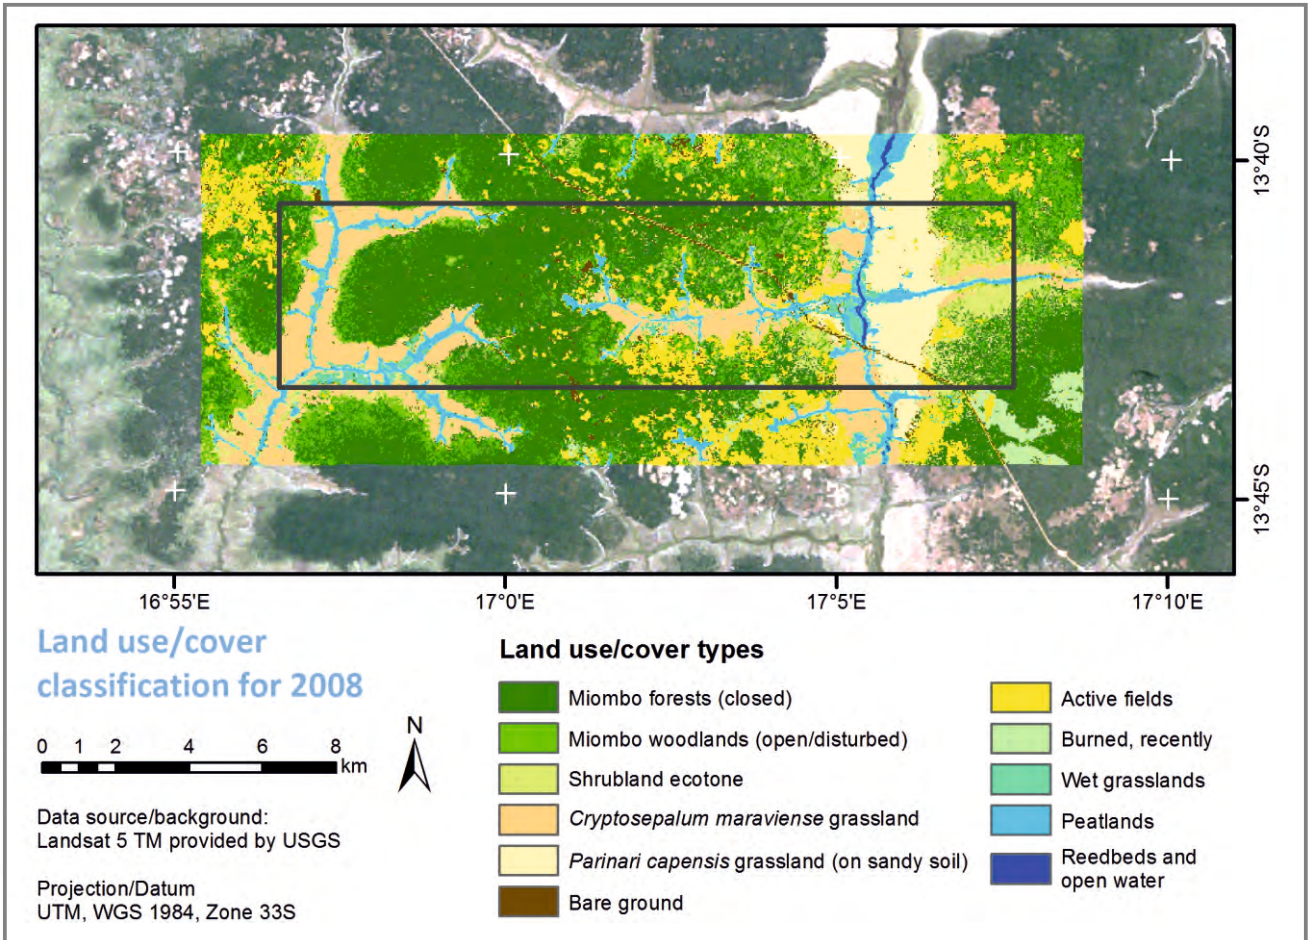 13°40'S
13°45'S
16°55'E
17°0'E
17°5'E
17°10'E
Land use/cover
classification for 2008
0 1 2 4 6 8
km
N
Data source/background:
Landsat 5 TM provided by USGS
Projection/Datum
UTM, WGS 1984, Zone 33S
Land use/cover types
Miombo forests (closed)
Miombo woodlands (open/disturbed)
Shrubland ecotone
Cryptosepalum maraviense grassland
Parinari capensis grassland (on sandy soil)
Bare ground
Active fields
Burned, recently
Wet grasslands
Peatlands
Reedbeds and
open water